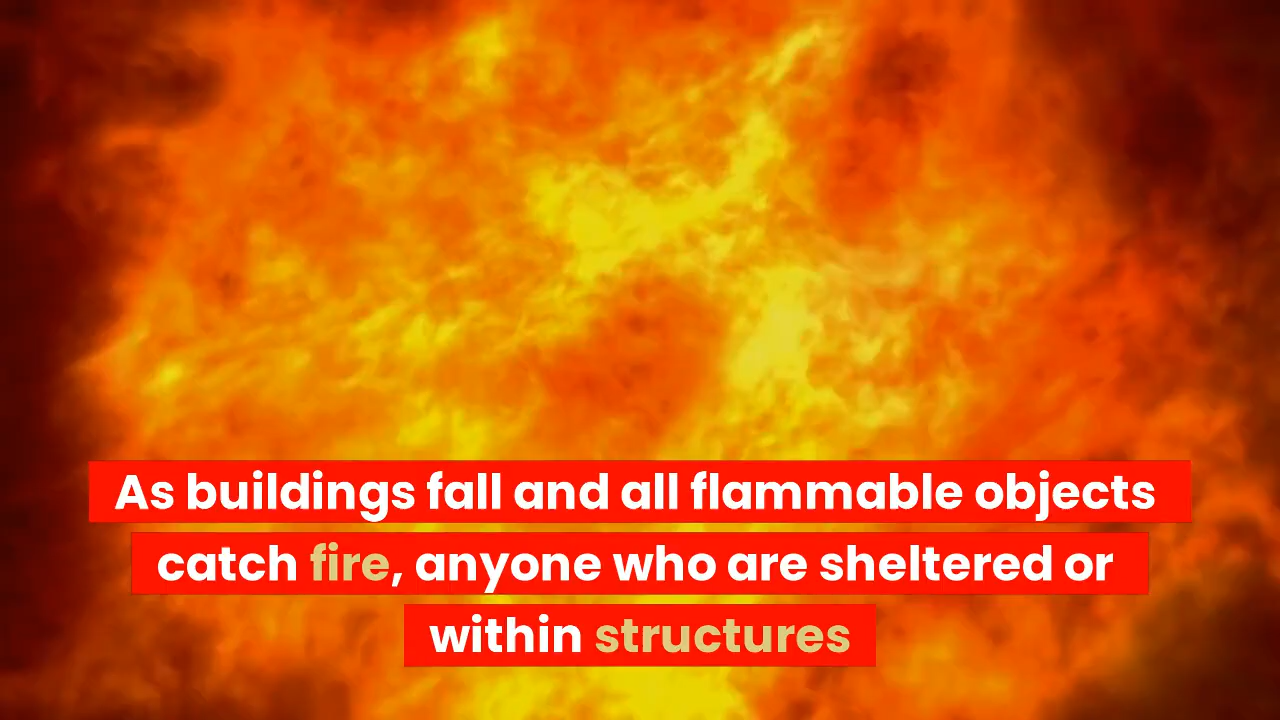 As buildings fall and all flammable objects
catch fire, anyone who are sheltered or
within structures